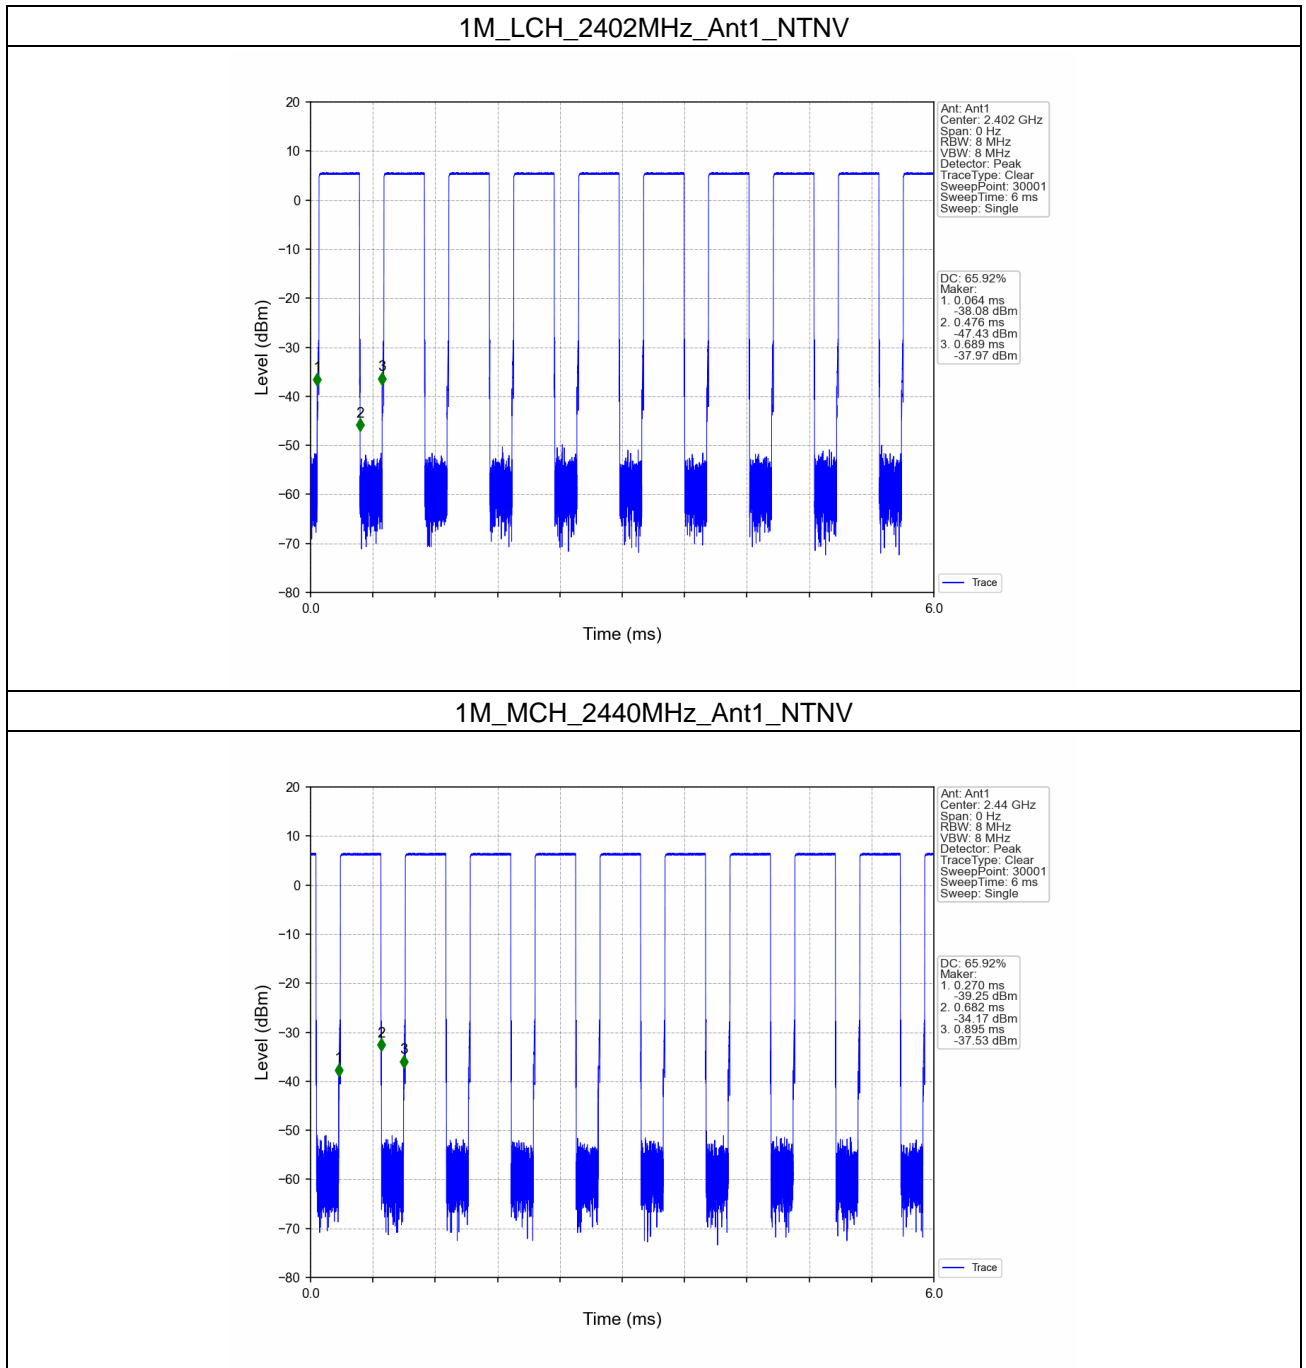 1M_LCH_2402MHz_Ant1_NTNV
20
10
0
−10
−20
−30
−40
−50
−60
−70
−80
Level (dBm)
1
2
3
0.0
6.0
Time (ms)
Ant: Ant1
Center: 2.402 GHz
Span: 0 Hz
RBW: 8 MHz
VBW: 8 MHz
Detector: Peak
TraceType: Clear
SweepPoint: 30001
SweepTime: 6 ms
Sweep: Single
DC: 65.92%
Maker:
1. 0.064 ms
-38.08 dBm
2. 0.476 ms
-47.43 dBm
3. 0.689 ms
-37.97 dBm
Trace
1M_MCH_2440MHz_Ant1_NTNV
20
10
0
−10
−20
−30
−40
−50
−60
−70
−80
Level (dBm)
1
2
3
0.0
6.0
Time (ms)
Ant: Ant1
Center: 2.44 GHz
Span: 0 Hz
RBW: 8 MHz
VBW: 8 MHz
Detector: Peak
TraceType: Clear
SweepPoint: 30001
SweepTime: 6 ms
Sweep: Single
DC: 65.92%
Maker:
1. 0.270 ms
-39.25 dBm
2. 0.682 ms
-34.17 dBm
3. 0.895 ms
-37.53 dBm
Trace